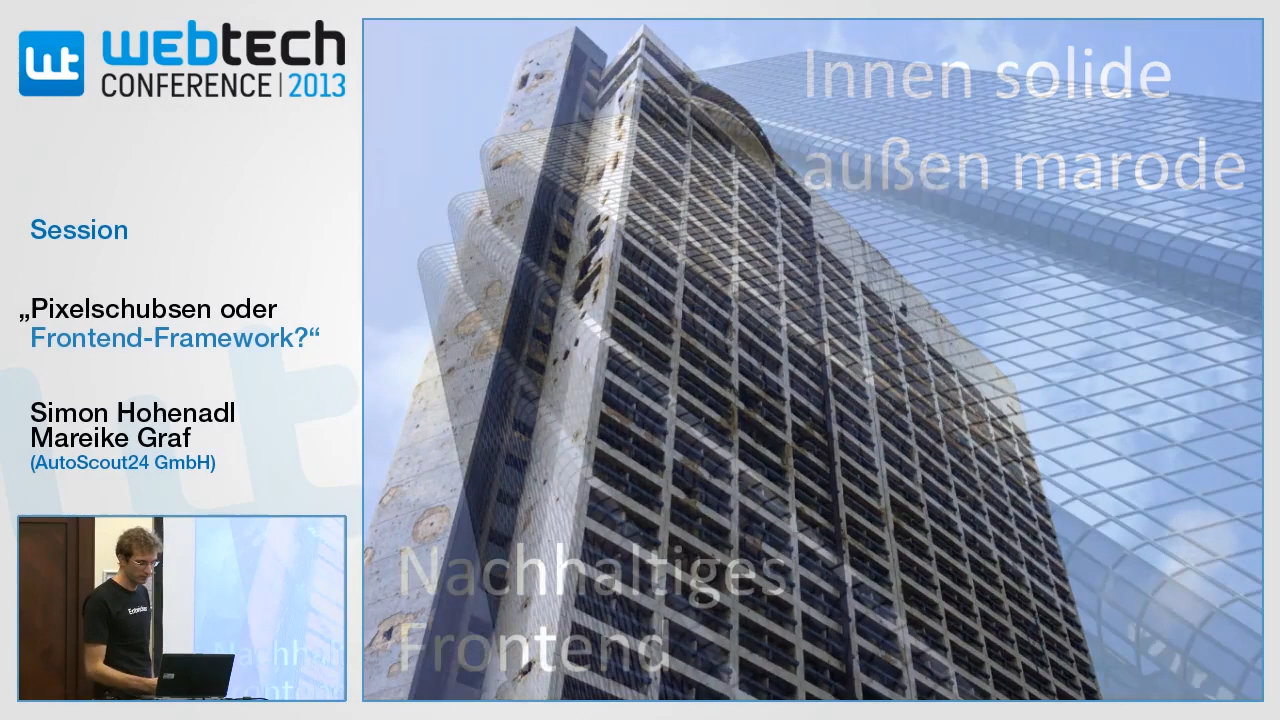 wt
webtech
CONFERENCE | 2013
Session
„Pixelschubsen oder
Frontend-Framework?“
Simon Hohenadl
Mareike Graf
(AutoScout24 GmbH)
Innen solide
außen marode
Nachhaltiges
Frontend